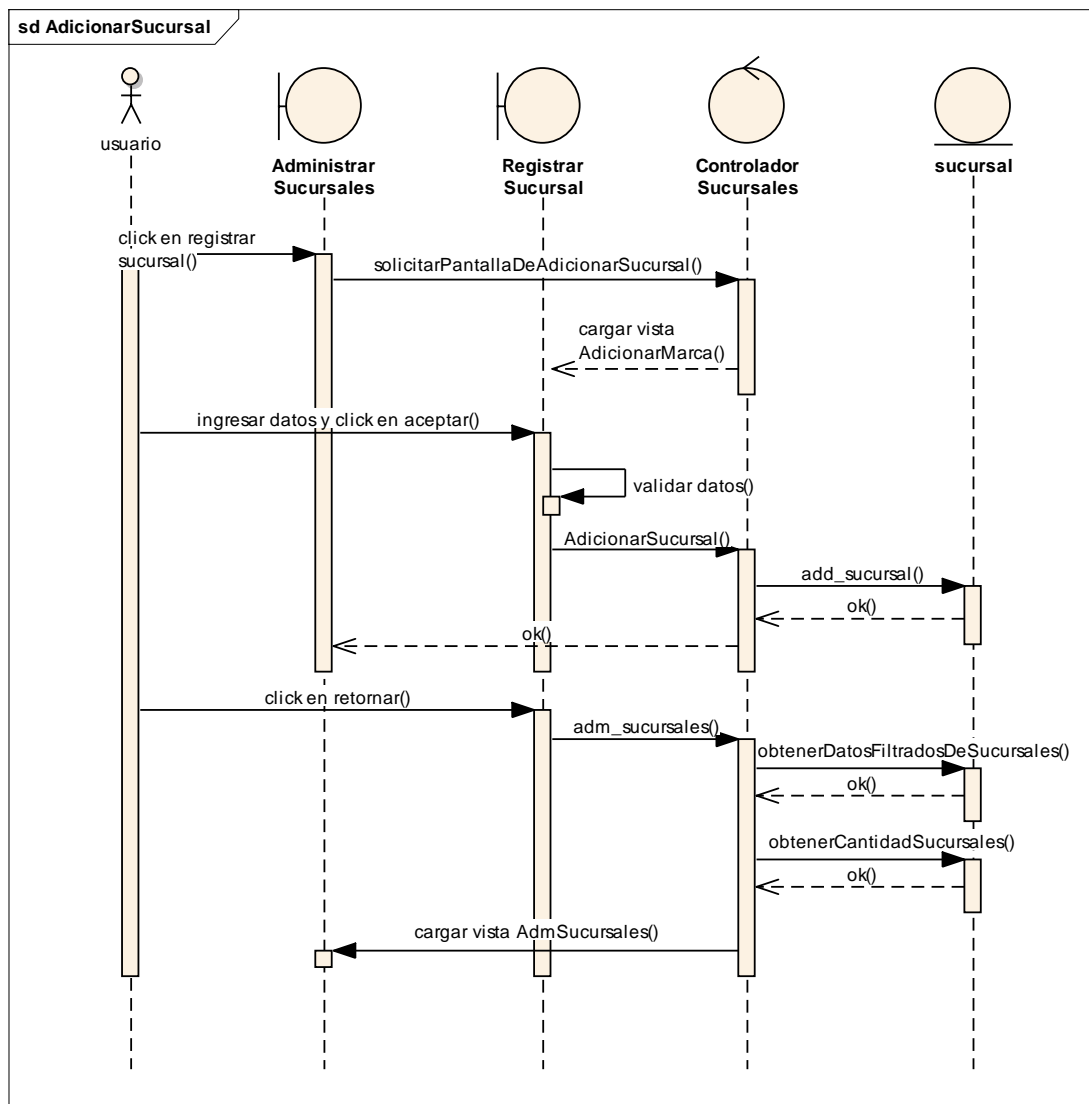 sd AdicionarSucursal
usuario
Administrar
Sucursales
Registrar
Sucursal
Controlador
Sucursales
sucursal
click en registrar
sucursal()
solicitarPantallaDeAdicionarSucursal()
cargar vista
AdicionarMarca()
ingresar datos y click en aceptar()
validar datos()
AdicionarSucursal()
add_sucursal()
ok()
ok()
click en retornar()
adm_sucursales()
obtenerDatosFiltradosDeSucursales()
ok()
obtenerCantidadSucursales()
ok()
cargar vista AdmSucursales()